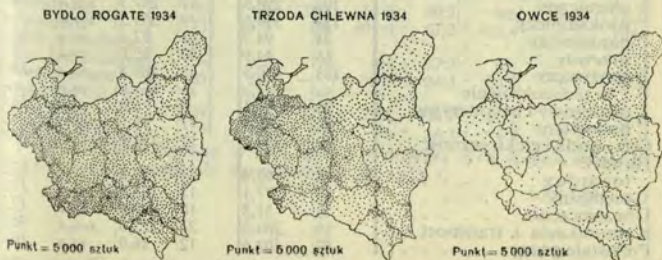 BYDŁO ROGATE 1934
TRZODA CHLEWNA 1934
OWCE 1934
Punkt = 5 000 sztuk
Punkt = 5 000 sztuk
Punkt = 5 000 sztuk